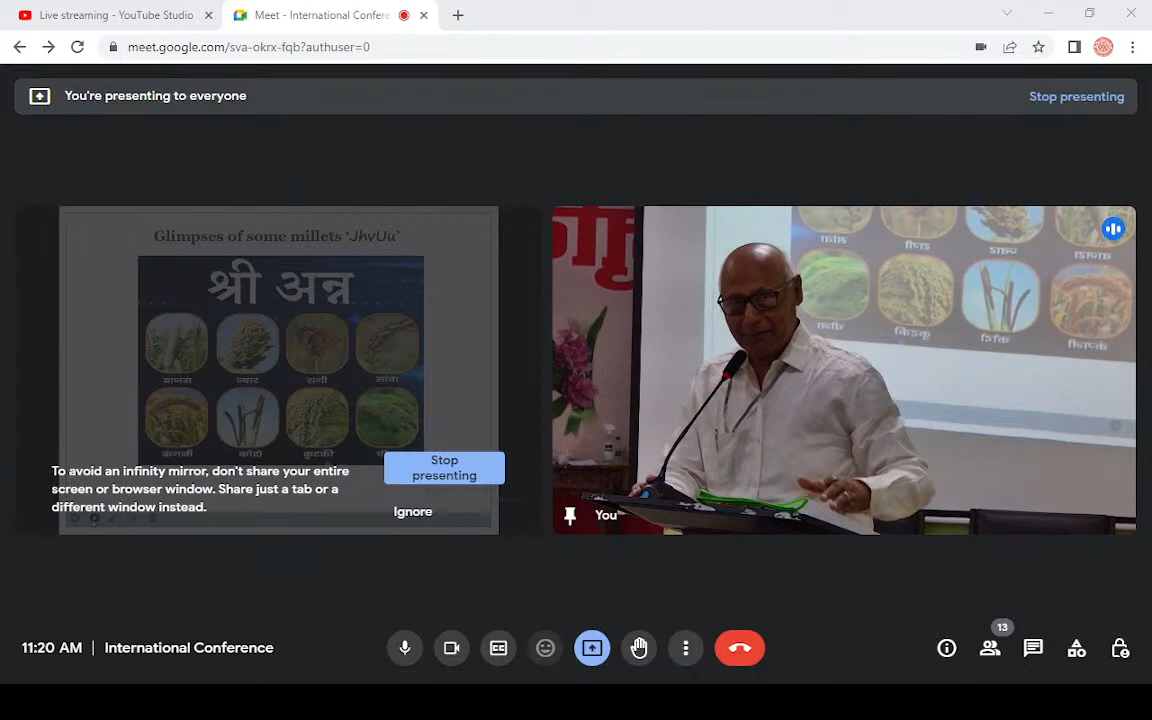 Live streaming - YouTube Studio
Meet - International Confere
meet.google.com/sva-okrx-fqb?authuser=0
You're presenting to everyone
Stop presenting
Glimpses of some millets ‘JhvUu’
श्री अन्न
बाजरा ज्वार रागी सांवा
कंगनी कोदो कुटकी
To avoid an infinity mirror, don't share your entire
screen or browser window. Share just a tab or a
different window instead.
Stop
presenting
Ignore
You
13
11:20 AM | International Conference